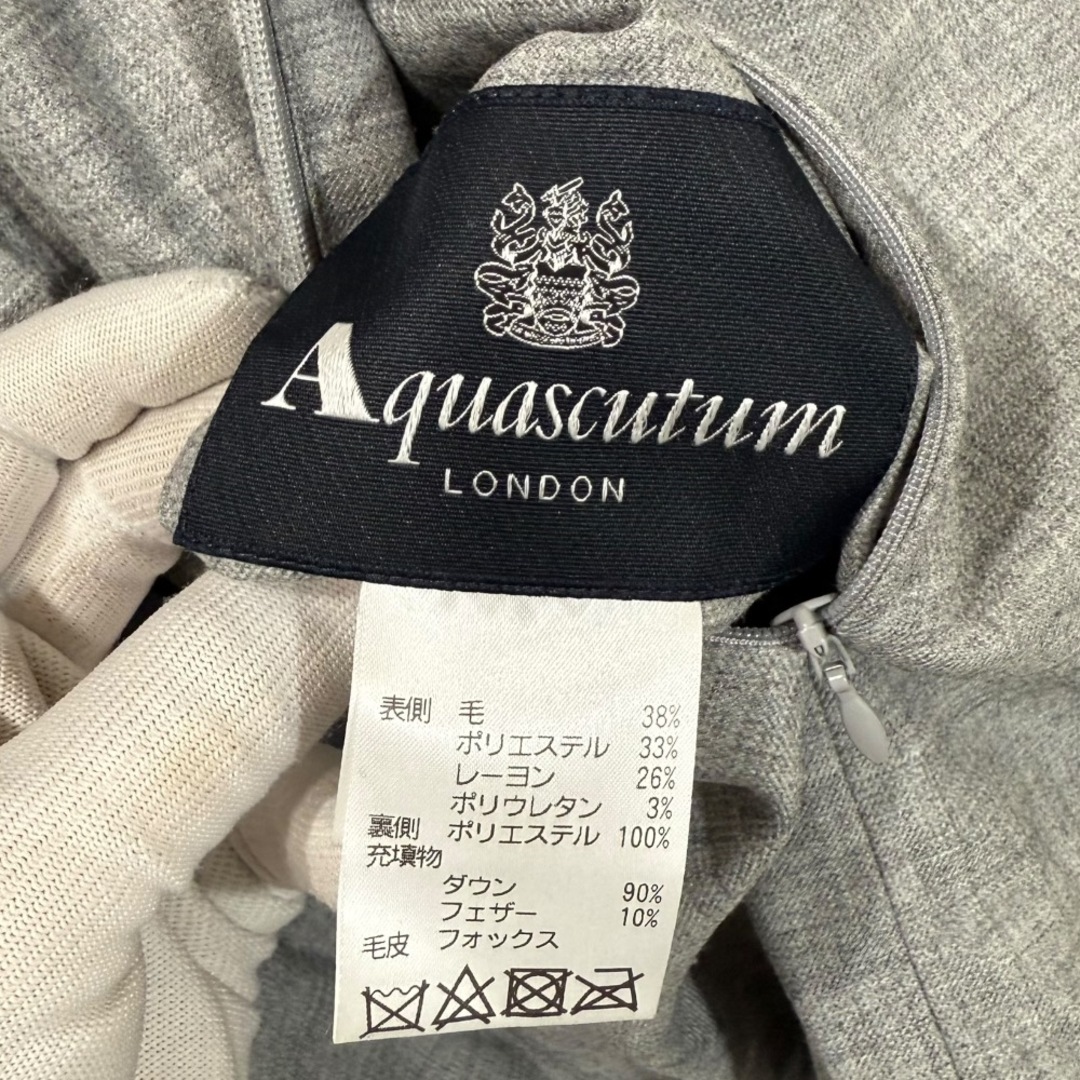 Aquascutum
LONDON
表側 毛 38%
ポリエステル 33%
レーヨン 26%
ポリウレタン 3%
裏側 ポリエステル 100%
充填物
ダウン 90%
フェザー 10%
毛皮 フォックス